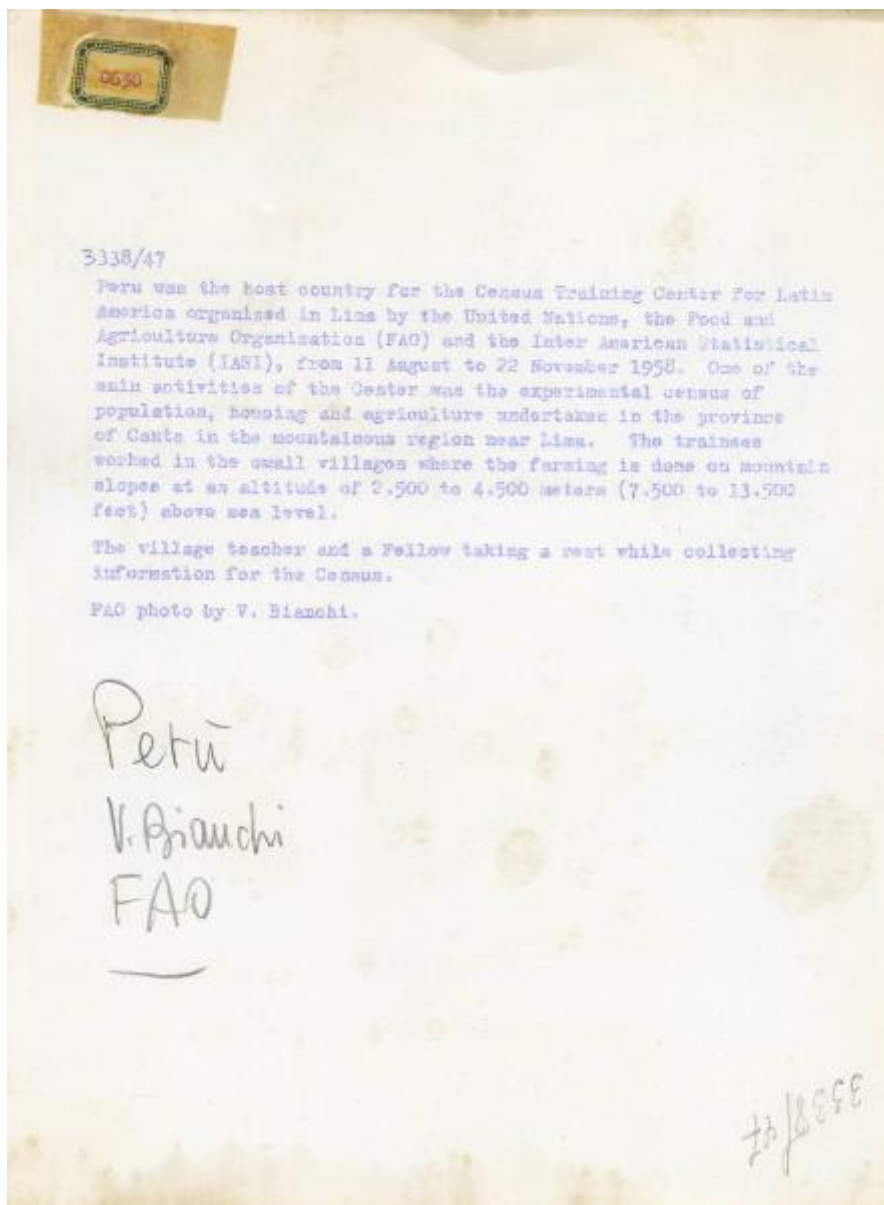 0650
3338/47
Peru was the host country for the Census Training Center for Latin
America organised in Lima by the United Nations, the Food and
Agriculture Organisation (FAO) and the Inter American Statistical
Institute (IASI), from 11 August to 22 November 1958. One of the
main activities of the Center was the experimental census of
population, housing and agriculture undertaken in the province
of Canta in the mountainous region near Lima. The trainees
worked in the small villages where the farming is done on mountain
slopes at an altitude of 2.500 to 4.500 meters (7.500 to 13.500
feet) above sea level.
The village teacher and a Fellow taking a rest while collecting
information for the Census.
FAO photo by V. Bianchi.
Perù
V. Bianchi
FAO
3338/47